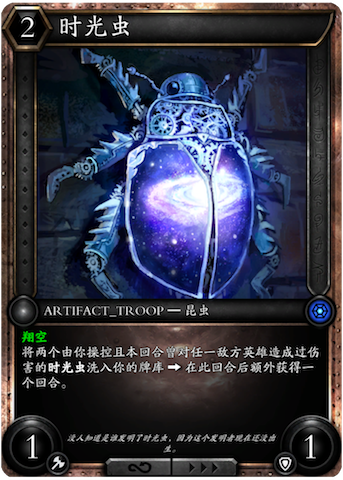 2 时光虫
ARTIFACT_TROOP — 昆虫
翔空
将两个由你操控且本回合曾对任一敌方英雄造成过伤
害的时光虫洗入你的牌库 ➡ 在此回合后额外获得一
个回合。
没人知道是谁发明了时光虫，因为这个发明者现在还没出
生。
1 1